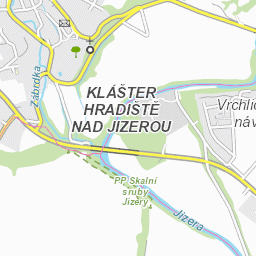 Zábrdka
KLÁŠTER
HRADIŠTĚ
NAD JIZEROU
Vrchlic
náv
PP Skalní
sruby
Jizery
Jizera